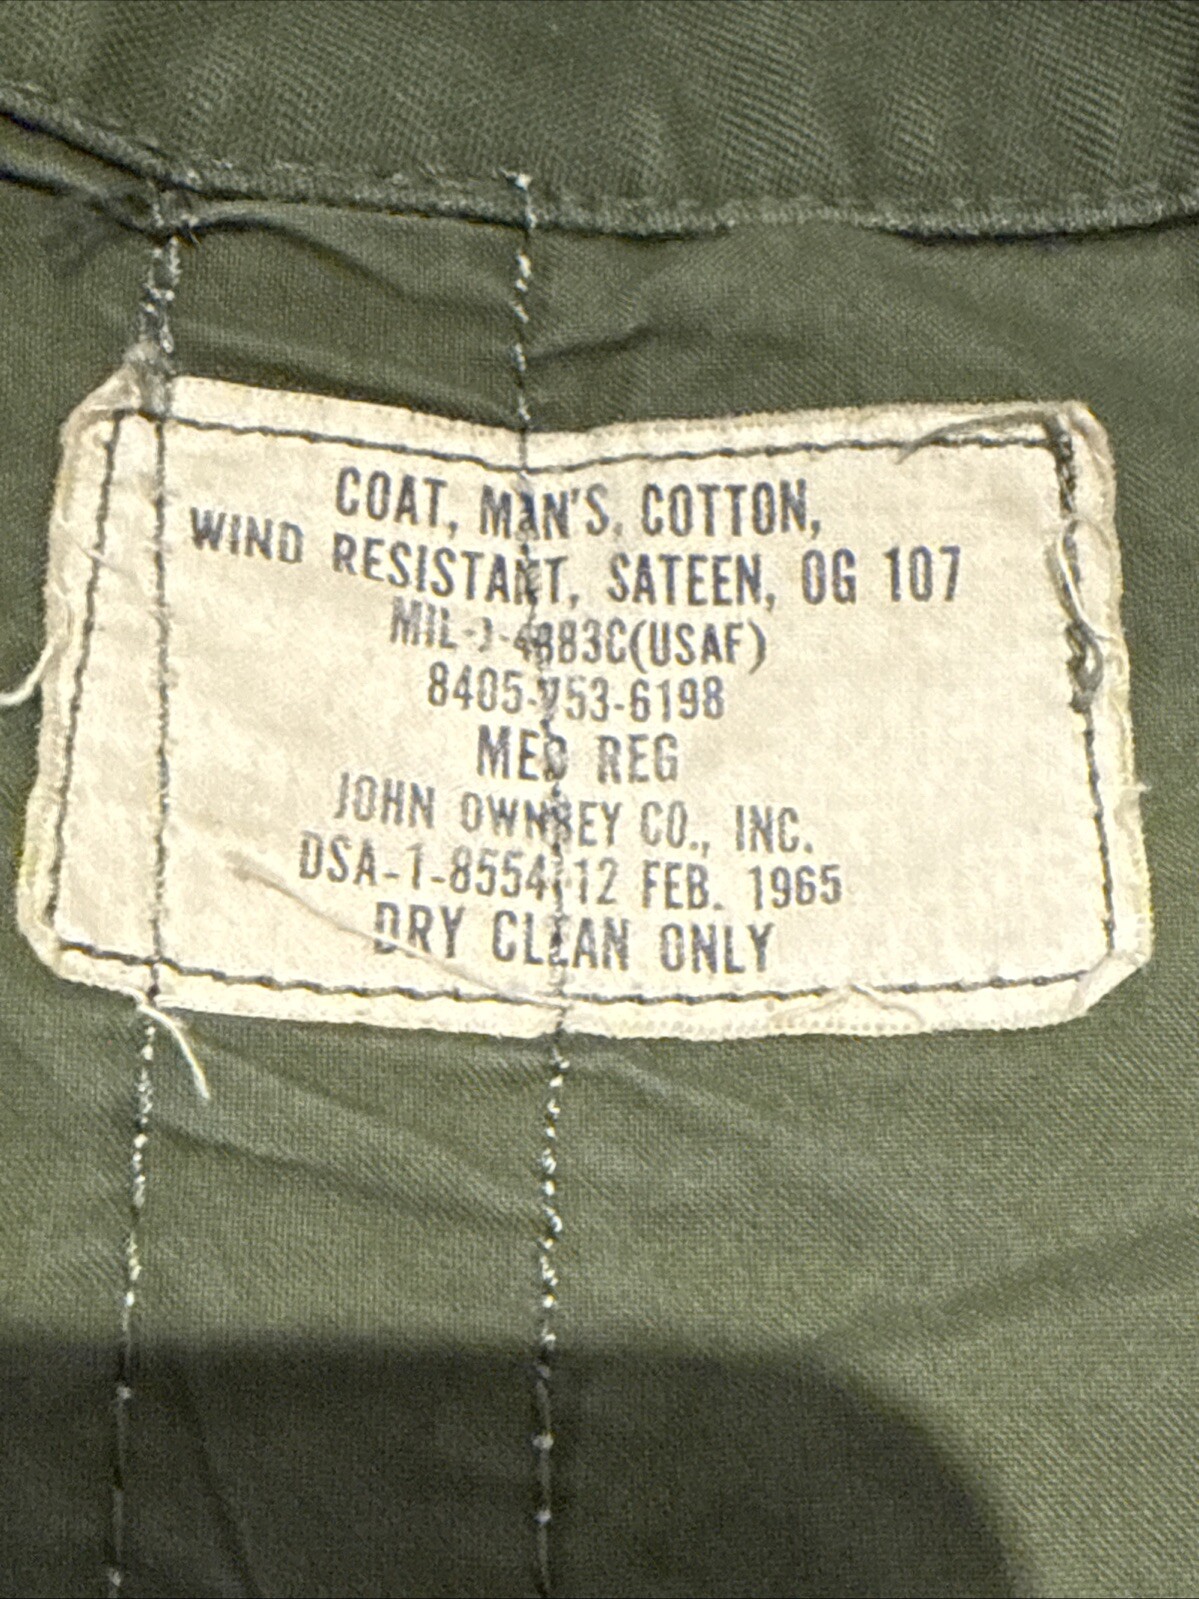 COAT, MAN'S, COTTON,
WIND RESISTANT, SATEEN, OG 107
MIL-J-4883C(USAF)
8405-753-6198
MED REG
JOHN OWNBEY CO., INC.
DSA-1-8554-12 FEB. 1965
DRY CLEAN ONLY